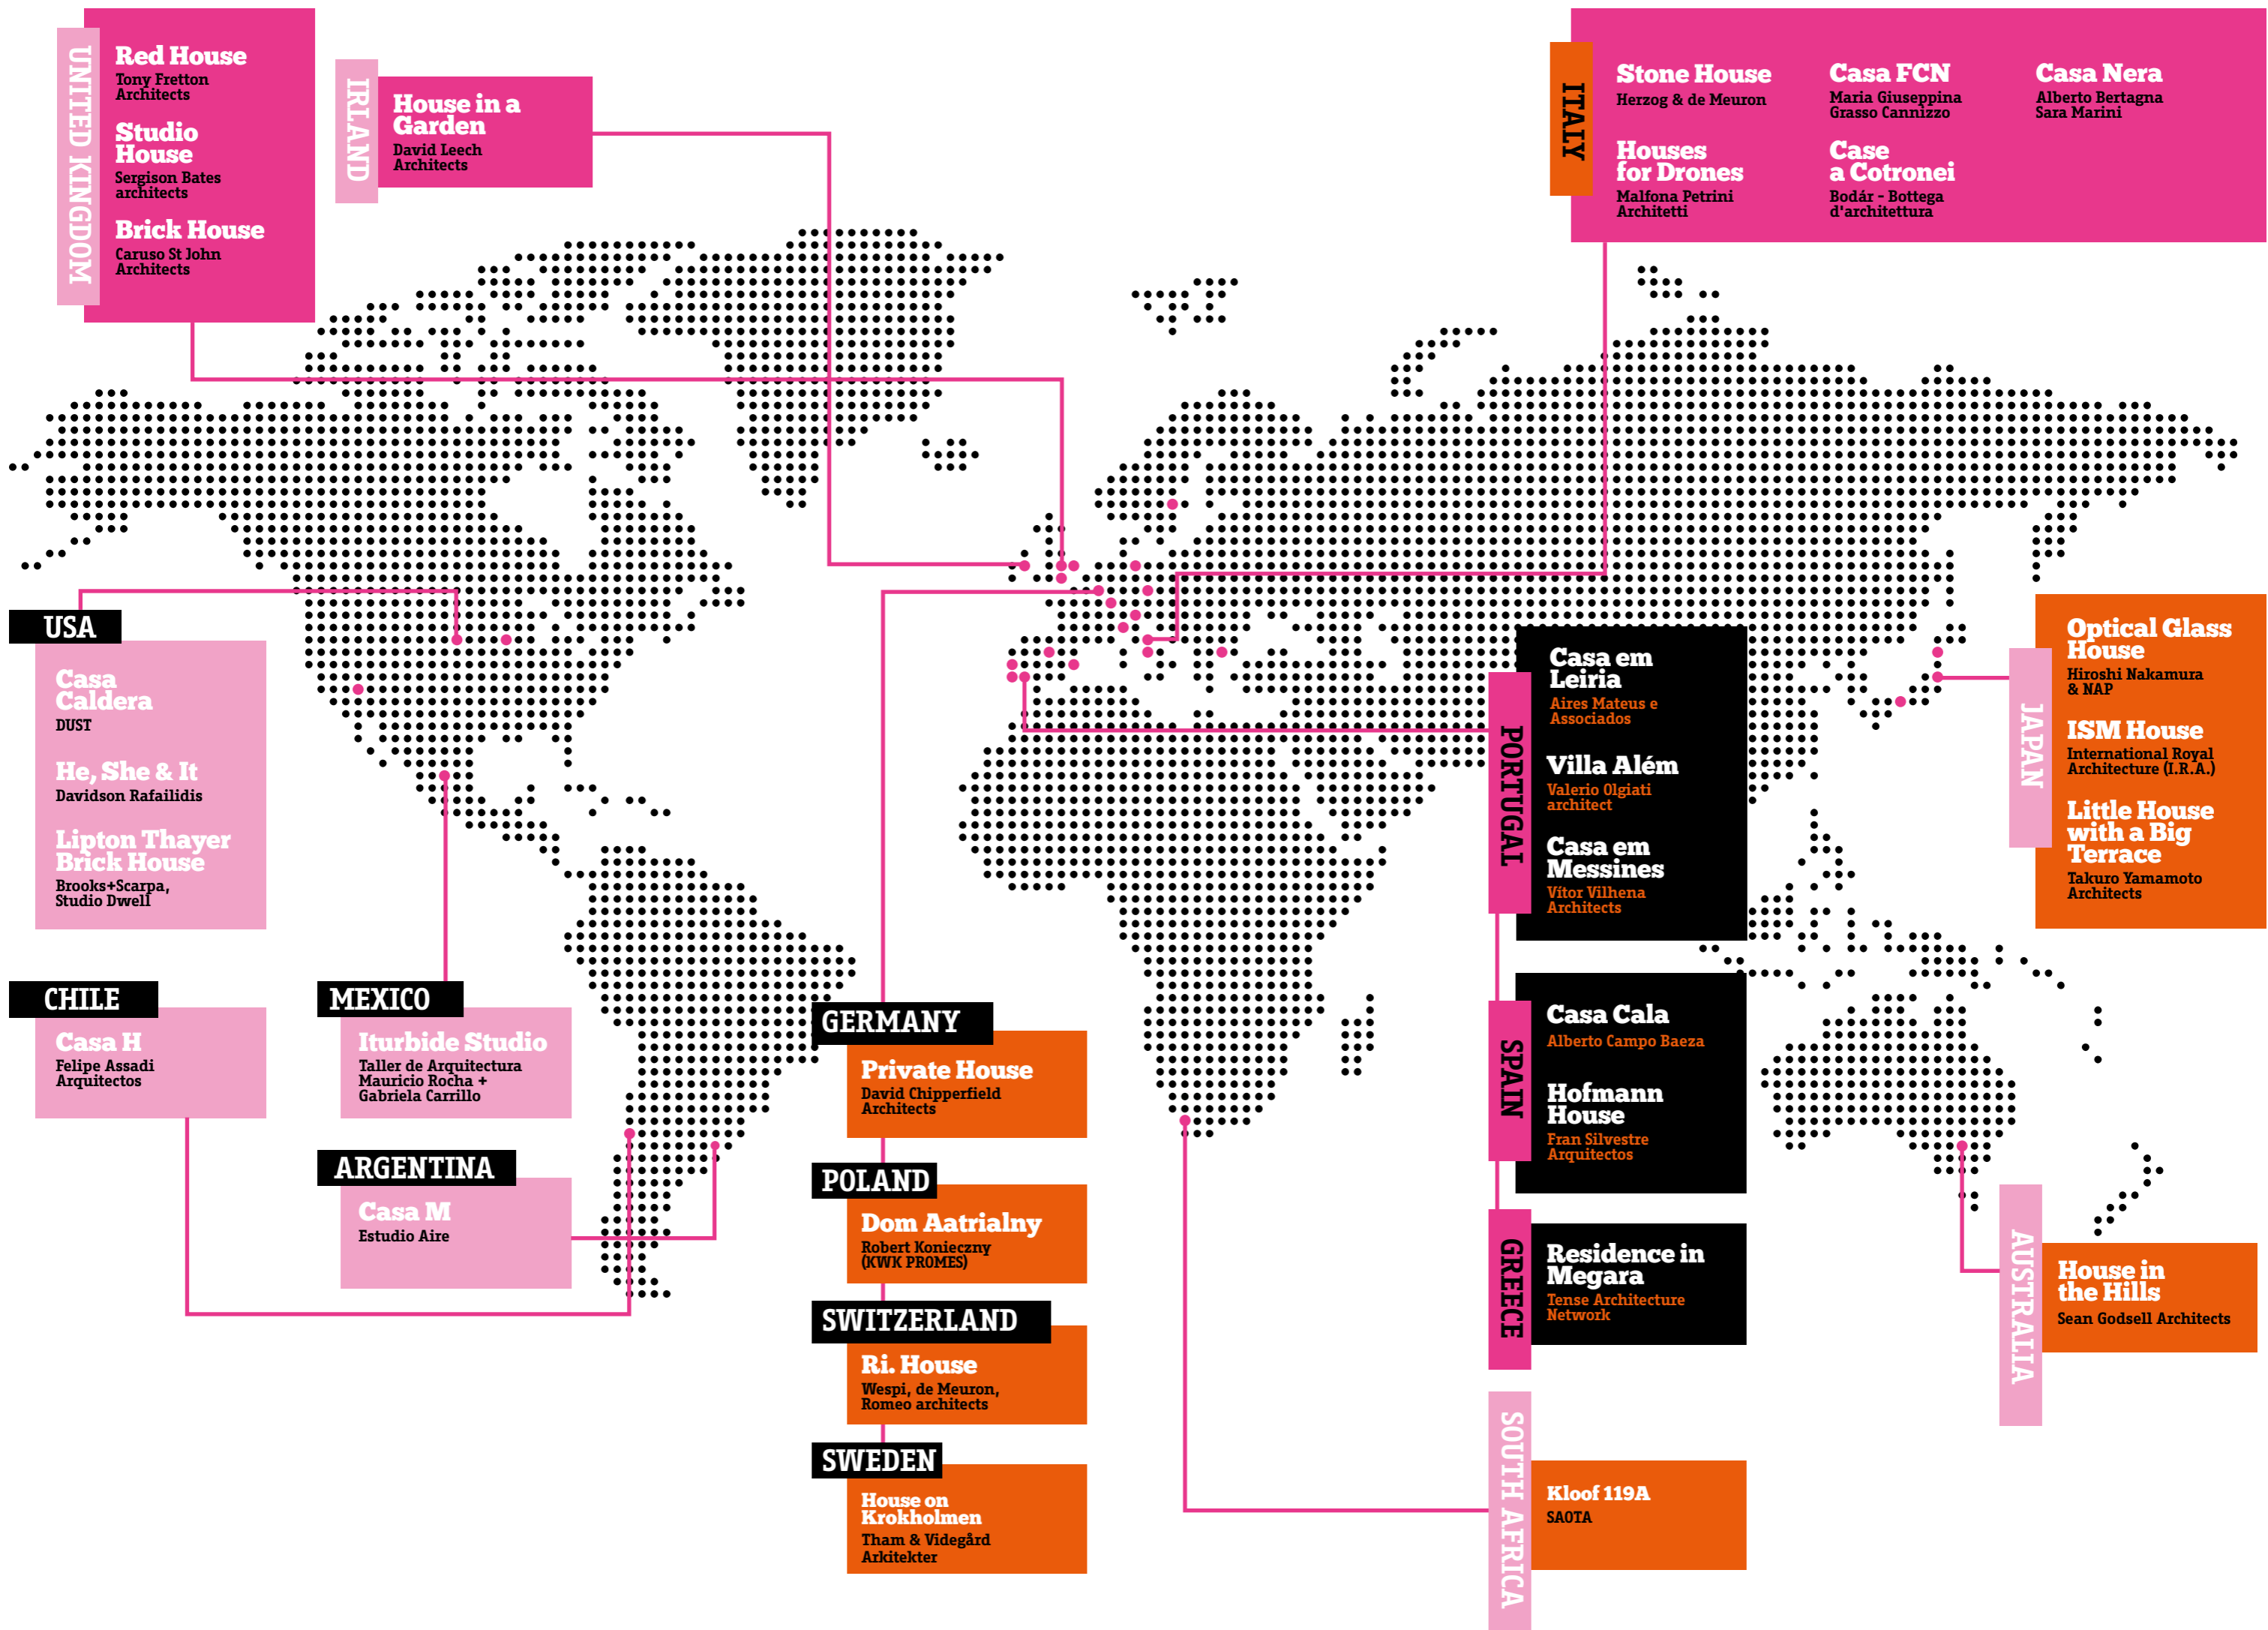 UNITED KINGDOM
Red House
Tony Fretton
Architects
Studio
House
Sergison Bates
architects
Brick House
Caruso St John
Architects
IRLAND
House in a
Garden
David Leech
Architects
ITALY
Stone House
Herzog & de Meuron
Houses
for Drones
Malfona Petrini
Architetti
Casa FCN
Maria Giuseppina
Grasso Cannizzo
Case
a Cotronei
Bodár - Bottega
d'architettura
Casa Nera
Alberto Bertagna
Sara Marini
USA
Casa
Caldera
DUST
He, She & It
Davidson Rafailidis
Lipton Thayer
Brick House
Brooks+Scarpa,
Studio Dwell
CHILE
Casa H
Felipe Assadi
Arquitectos
MEXICO
Iturbide Studio
Taller de Arquitectura
Mauricio Rocha +
Gabriela Carrillo
ARGENTINA
Casa M
Estudio Aire
GERMANY
Private House
David Chipperfield
Architects
POLAND
Dom Aatrialny
Robert Konieczny
(KWK PROMES)
SWITZERLAND
Ri. House
Wespi, de Meuron,
Romeo architects
SWEDEN
House on
Krokholmen
Tham & Videgård
Arkitekter
PORTUGAL
Casa em
Leiria
Aires Mateus e
Associados
Villa Além
Valerio Olgiati
architect
Casa em
Messines
Vítor Vilhena
Architects
SPAIN
Casa Cala
Alberto Campo Baeza
Hofmann
House
Fran Silvestre
Arquitectos
GREECE
Residence in
Megara
Tense Architecture
Network
SOUTH AFRICA
Kloof 119A
SAOTA
JAPAN
Optical Glass
House
Hiroshi Nakamura
& NAP
ISM House
International Royal
Architecture (I.R.A.)
Little House
with a Big
Terrace
Takuro Yamamoto
Architects
AUSTRALIA
House in
the Hills
Sean Godsell Architects